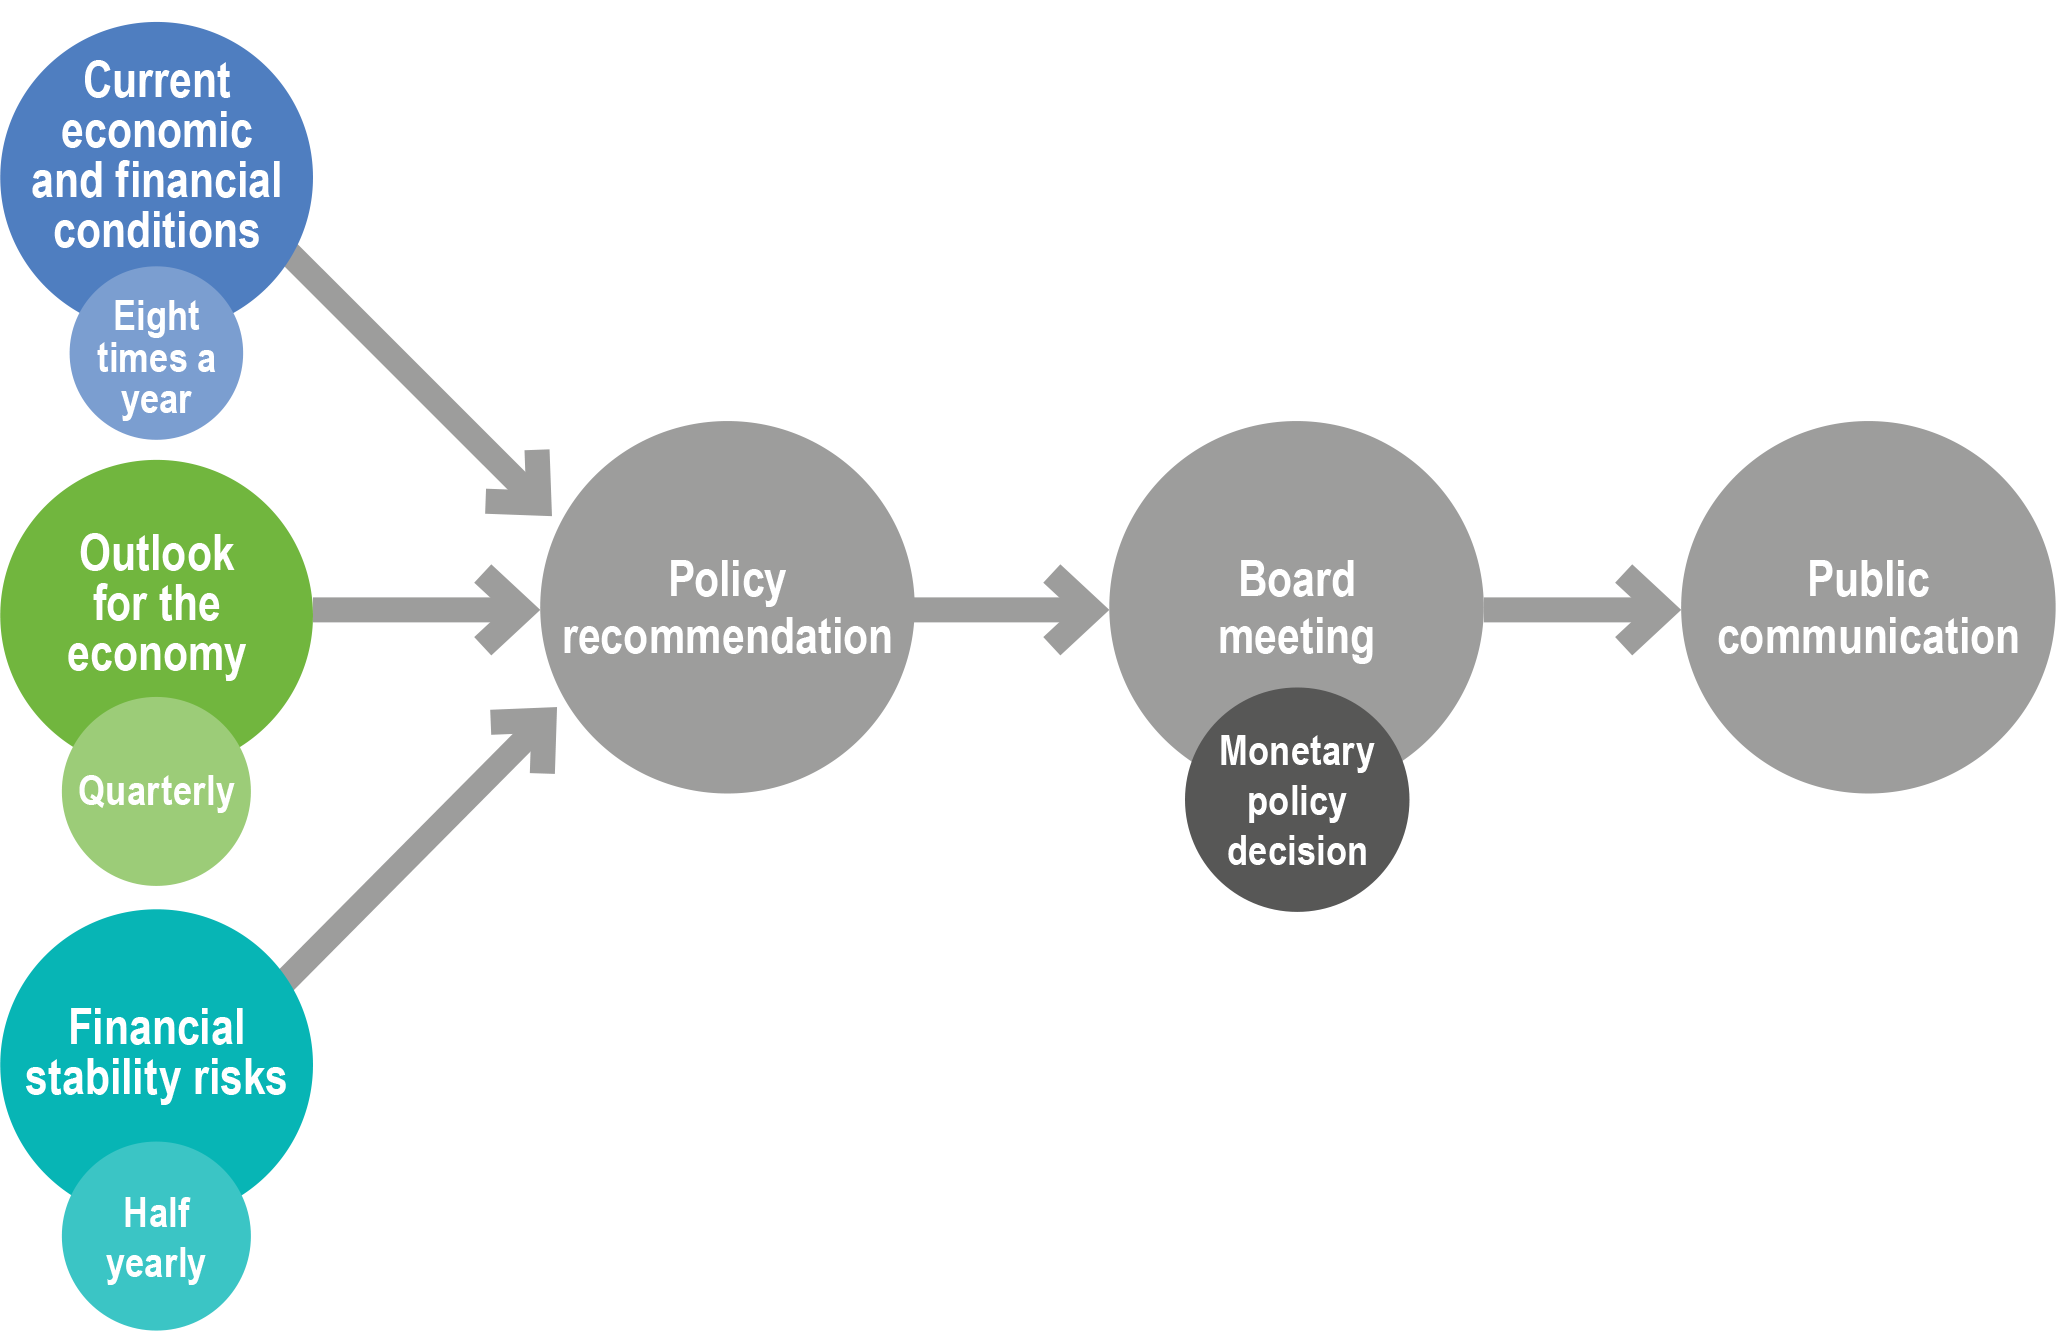 Current
economic
and financial
conditions
Eight
times a
year
Outlook
for the
economy
Quarterly
Financial
stability risks
Half
yearly
Policy
recommendation
Board
meeting
Monetary
policy
decision
Public
communication